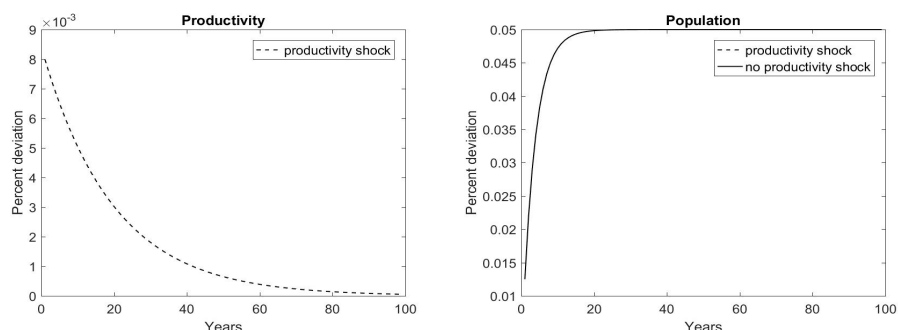 Productivity
×10-3
9
8
7
6
5
4
3
2
1
0
Percent deviation
0 20 40 60 80 100
Years
productivity shock
Population
0.05
0.045
0.04
0.035
0.03
0.025
0.02
0.015
0.01
Percent deviation
0 20 40 60 80 100
Years
productivity shock
no productivity shock